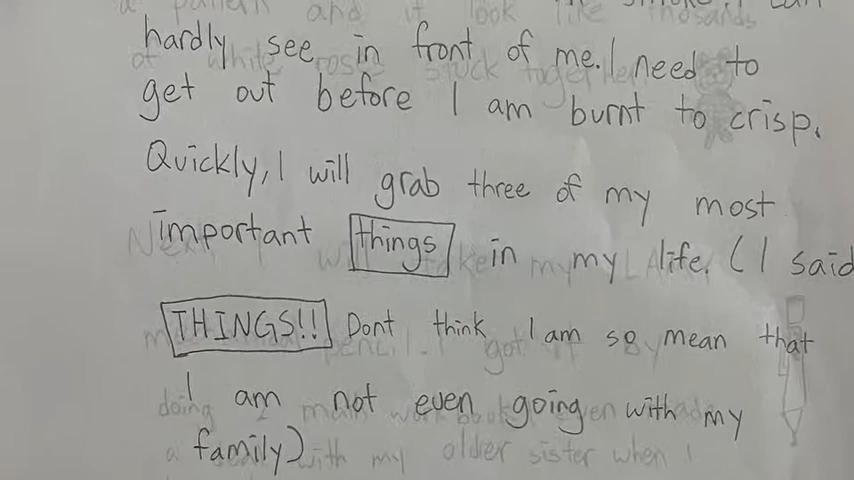 hardly see in front of me. I need to
get out before I am burnt to crisp.
Quickly, I will grab three of my most
important things in my life. (I said
THINGS!! Dont think I am so mean that
I am not even going with my
family)